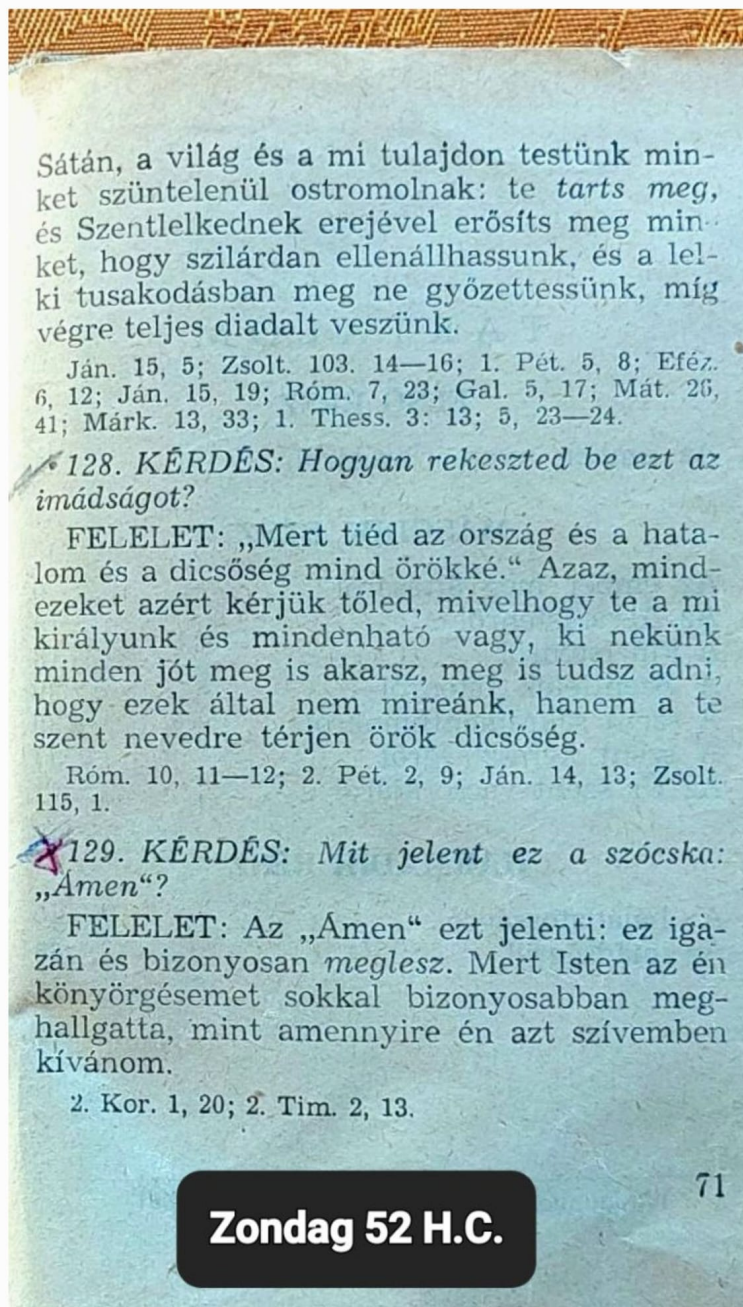 Sátán, a világ és a mi tulajdon testünk min-
ket szüntelenül ostromolnak: te tarts meg,
és Szentlelkednek erejével erősíts meg min-
ket, hogy szilárdan ellenállhassunk, és a lel-
ki tusakodásban meg ne győzettessünk, míg
végre teljes diadalt veszünk.
Ján. 15, 5; Zsolt. 103. 14—16; 1. Pét. 5, 8; Eféz.
6, 12; Ján. 15, 19; Róm. 7, 23; Gal. 5, 17; Mát. 26,
41; Márk. 13, 33; 1. Thess. 3: 13; 5, 23—24.
128. KÉRDÉS: Hogyan rekeszted be ezt az
imádságot?
FELELET: „Mert tiéd az ország és a hata-
lom és a dicsőség mind örökké.“ Azaz, mind-
ezeket azért kérjük tőled, mivelhogy te a mi
királyunk és mindenható vagy, ki nekünk
minden jót meg is akarsz, meg is tudsz adni,
hogy ezek által nem mireánk, hanem a te
szent nevedre térjen örök dicsőség.
Róm. 10, 11—12; 2. Pét. 2, 9; Ján. 14, 13; Zsolt.
115, 1.
129. KÉRDÉS: Mit jelent ez a szócska:
„Ámen“?
FELELET: Az „Ámen“ ezt jelenti: ez iga-
zán és bizonyosan meglesz. Mert Isten az én
könyörgésemet sokkal bizonyosabban meg-
hallgatta, mint amennyire én azt szívemben
kívánom.
2. Kor. 1, 20; 2. Tim. 2, 13.
71
Zondag 52 H.C.